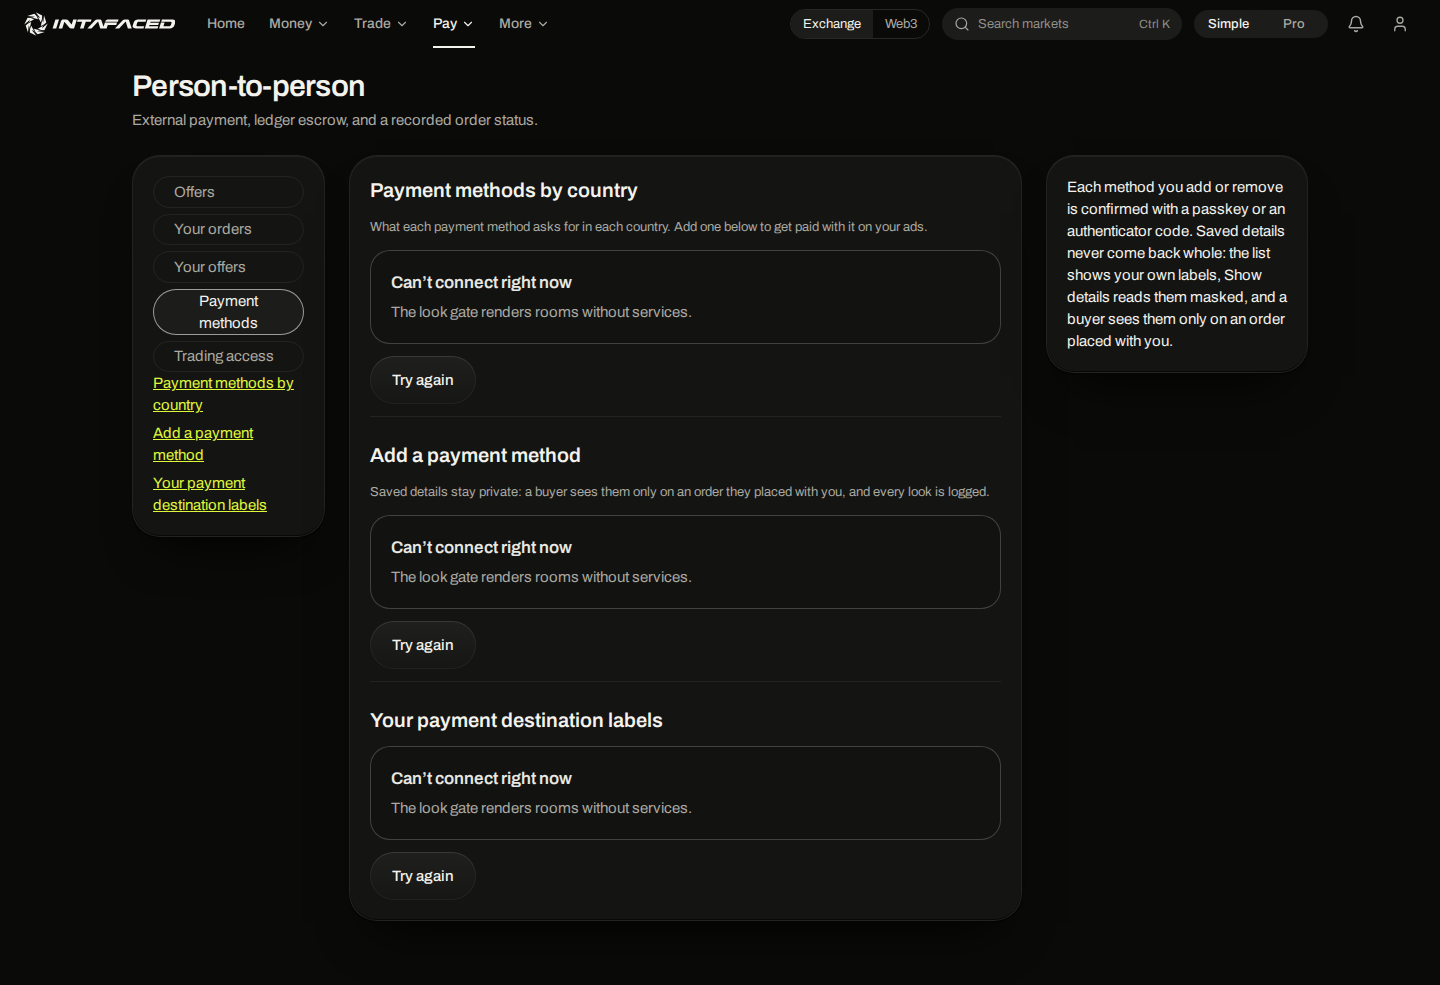 INTAFACED
Home
Money
Trade
Pay
More
Exchange
Web3
Search markets
Ctrl K
Simple
Pro
Person-to-person
External payment, ledger escrow, and a recorded order status.
Offers
Your orders
Your offers
Payment
methods
Trading access
Payment methods by
country
Add a payment
method
Your payment
destination labels
Payment methods by country
What each payment method asks for in each country. Add one below to get paid with it on your ads.
Can’t connect right now
The look gate renders rooms without services.
Try again
Add a payment method
Saved details stay private: a buyer sees them only on an order they placed with you, and every look is logged.
Can’t connect right now
The look gate renders rooms without services.
Try again
Your payment destination labels
Can’t connect right now
The look gate renders rooms without services.
Try again
Each method you add or remove
is confirmed with a passkey or an
authenticator code. Saved details
never come back whole: the list
shows your own labels, Show
details reads them masked, and a
buyer sees them only on an order
placed with you.